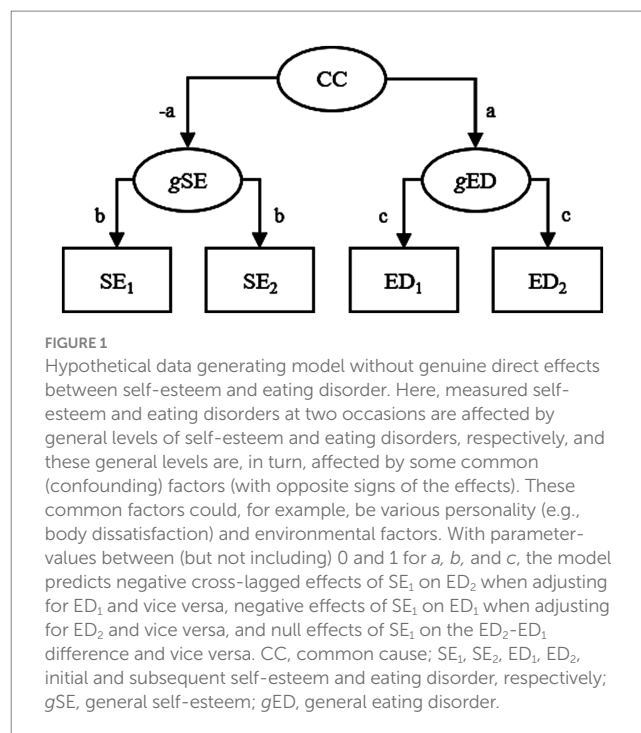 CC
-a
a
gSE
gED
b
b
c
c
SE₁
SE₂
ED₁
ED₂
FIGURE 1
Hypothetical data generating model without genuine direct effects
between self-esteem and eating disorder. Here, measured self-
esteem and eating disorders at two occasions are affected by
general levels of self-esteem and eating disorders, respectively, and
these general levels are, in turn, affected by some common
(confounding) factors (with opposite signs of the effects). These
common factors could, for example, be various personality (e.g.,
body dissatisfaction) and environmental factors. With parameter-
values between (but not including) 0 and 1 for a, b, and c, the model
predicts negative cross-lagged effects of SE₁ on ED₂ when adjusting
for ED₁ and vice versa, negative effects of SE₁ on ED₁ when adjusting
for ED₂ and vice versa, and null effects of SE₁ on the ED₂-ED₁
difference and vice versa. CC, common cause; SE₁, SE₂, ED₁, ED₂,
initial and subsequent self-esteem and eating disorder, respectively;
gSE, general self-esteem; gED, general eating disorder.